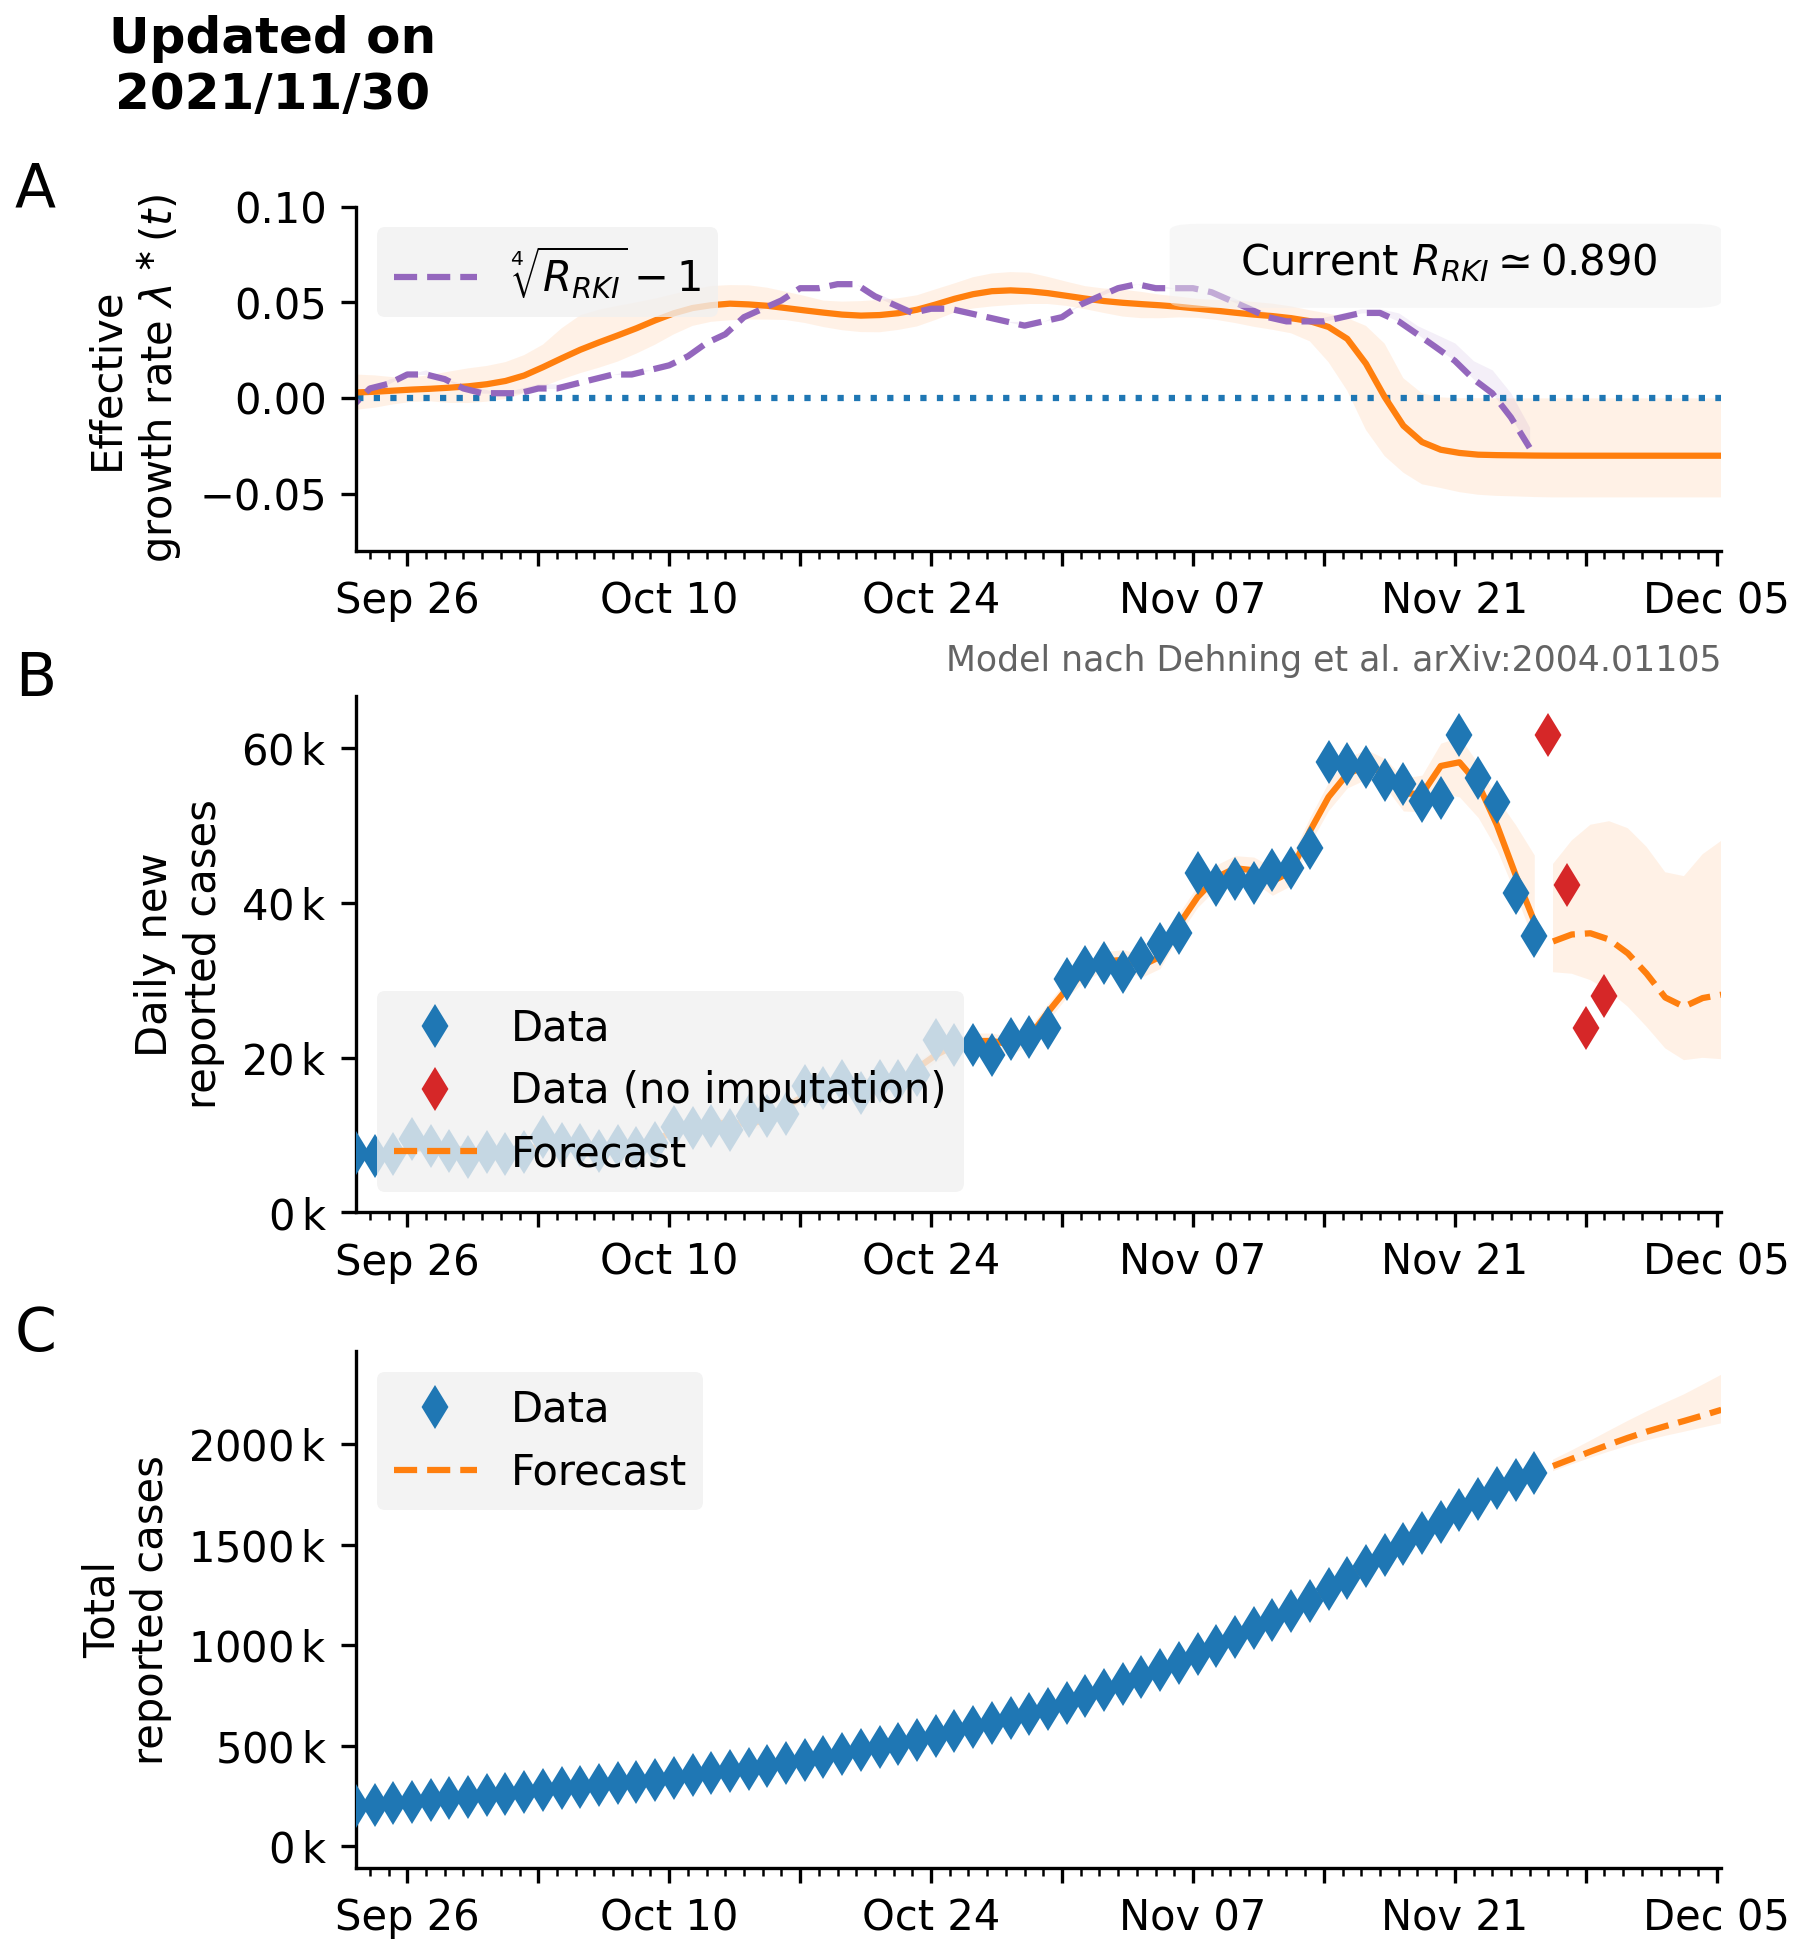 Updated on
2021/11/30
A
Effective
growth rate λ * (t)
0.10
0.05
0.00
−0.05
∜R_RKI − 1
Current R_RKI ≃ 0.890
Sep 26 Oct 10 Oct 24 Nov 07 Nov 21 Dec 05
Model nach Dehning et al. arXiv:2004.01105
B
Daily new
reported cases
60 k
40 k
20 k
0 k
Data
Data (no imputation)
Forecast
Sep 26 Oct 10 Oct 24 Nov 07 Nov 21 Dec 05
C
Total
reported cases
2000 k
1500 k
1000 k
500 k
0 k
Data
Forecast
Sep 26 Oct 10 Oct 24 Nov 07 Nov 21 Dec 05